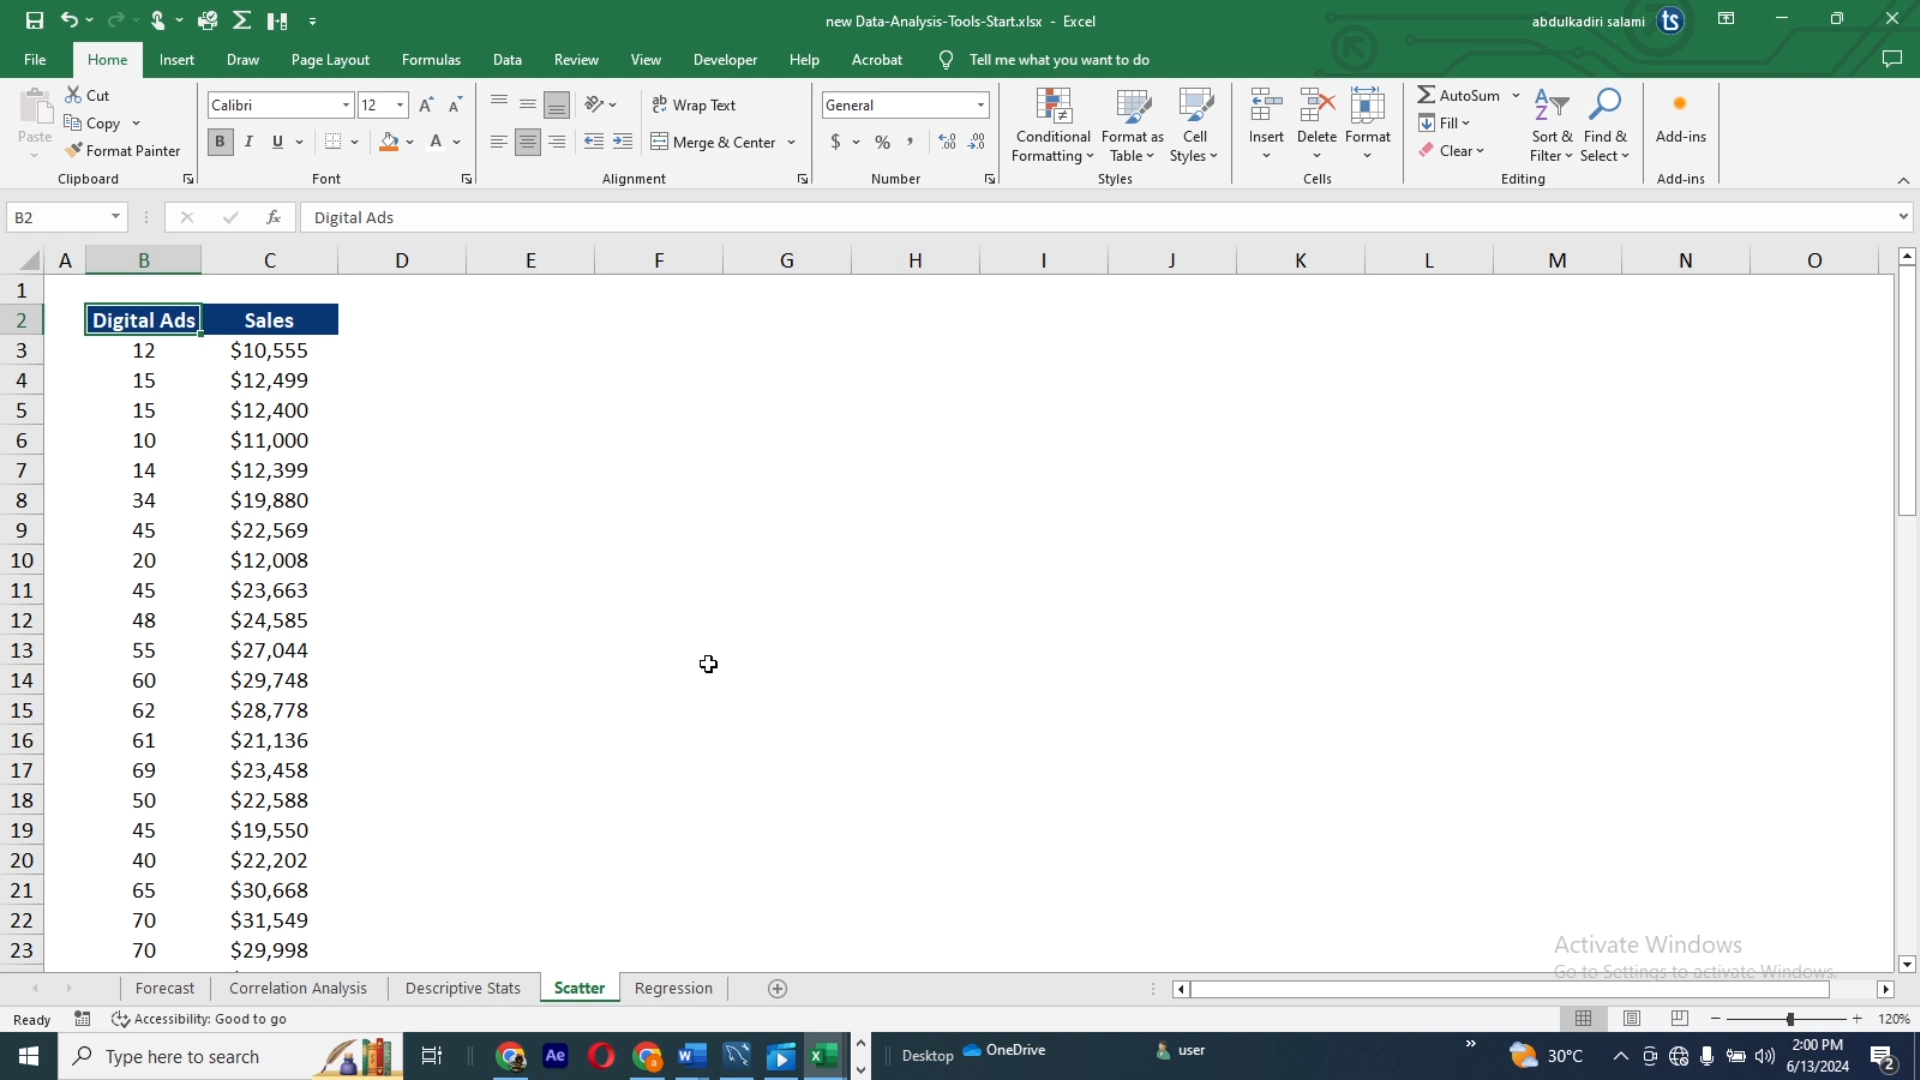 new Data-Analysis-Tools-Start.xlsx - Excel
abdulkadiri salami ts
File Home Insert Draw Page Layout Formulas Data Review View Developer Help Acrobat Tell me what you want to do
Paste
Cut
Copy
Format Painter
Clipboard
Calibri 12
B I U
Font
Wrap Text
Merge & Center
Alignment
General
$ % ,
Number
Conditional Formatting
Format as Table
Cell Styles
Styles
Insert
Delete
Format
Cells
AutoSum
Fill
Clear
Sort & Filter
Find & Select
Editing
Add-ins
Add-ins
B2
fx
Digital Ads
A B C D E F G H I J K L M N O
1
2 Digital Ads Sales
3 12 $10,555
4 15 $12,499
5 15 $12,400
6 10 $11,000
7 14 $12,399
8 34 $19,880
9 45 $22,569
10 20 $12,008
11 45 $23,663
12 48 $24,585
13 55 $27,044
14 60 $29,748
15 62 $28,778
16 61 $21,136
17 69 $23,458
18 50 $22,588
19 45 $19,550
20 40 $22,202
21 65 $30,668
22 70 $31,549
23 70 $29,998
Activate Windows
Go to Settings to activate Windows.
Forecast Correlation Analysis Descriptive Stats Scatter Regression
Ready Accessibility: Good to go 120%
Type here to search
Desktop OneDrive user
30°C
2:00 PM
6/13/2024
2